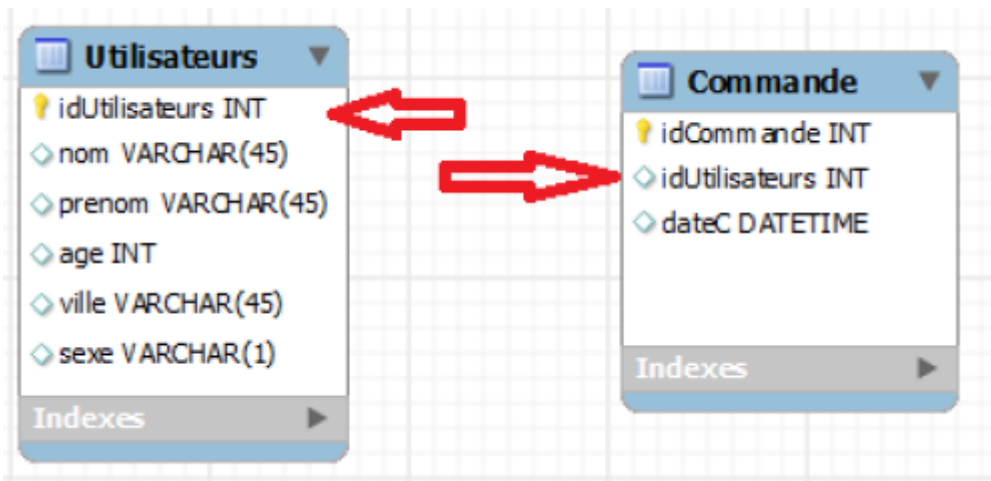 Utilisateurs
idUtilisateurs INT
nom VARCHAR(45)
prenom VARCHAR(45)
age INT
ville VARCHAR(45)
sexe VARCHAR(1)
Indexes
Commande
idCommande INT
idUtilisateurs INT
dateC DATETIME
Indexes